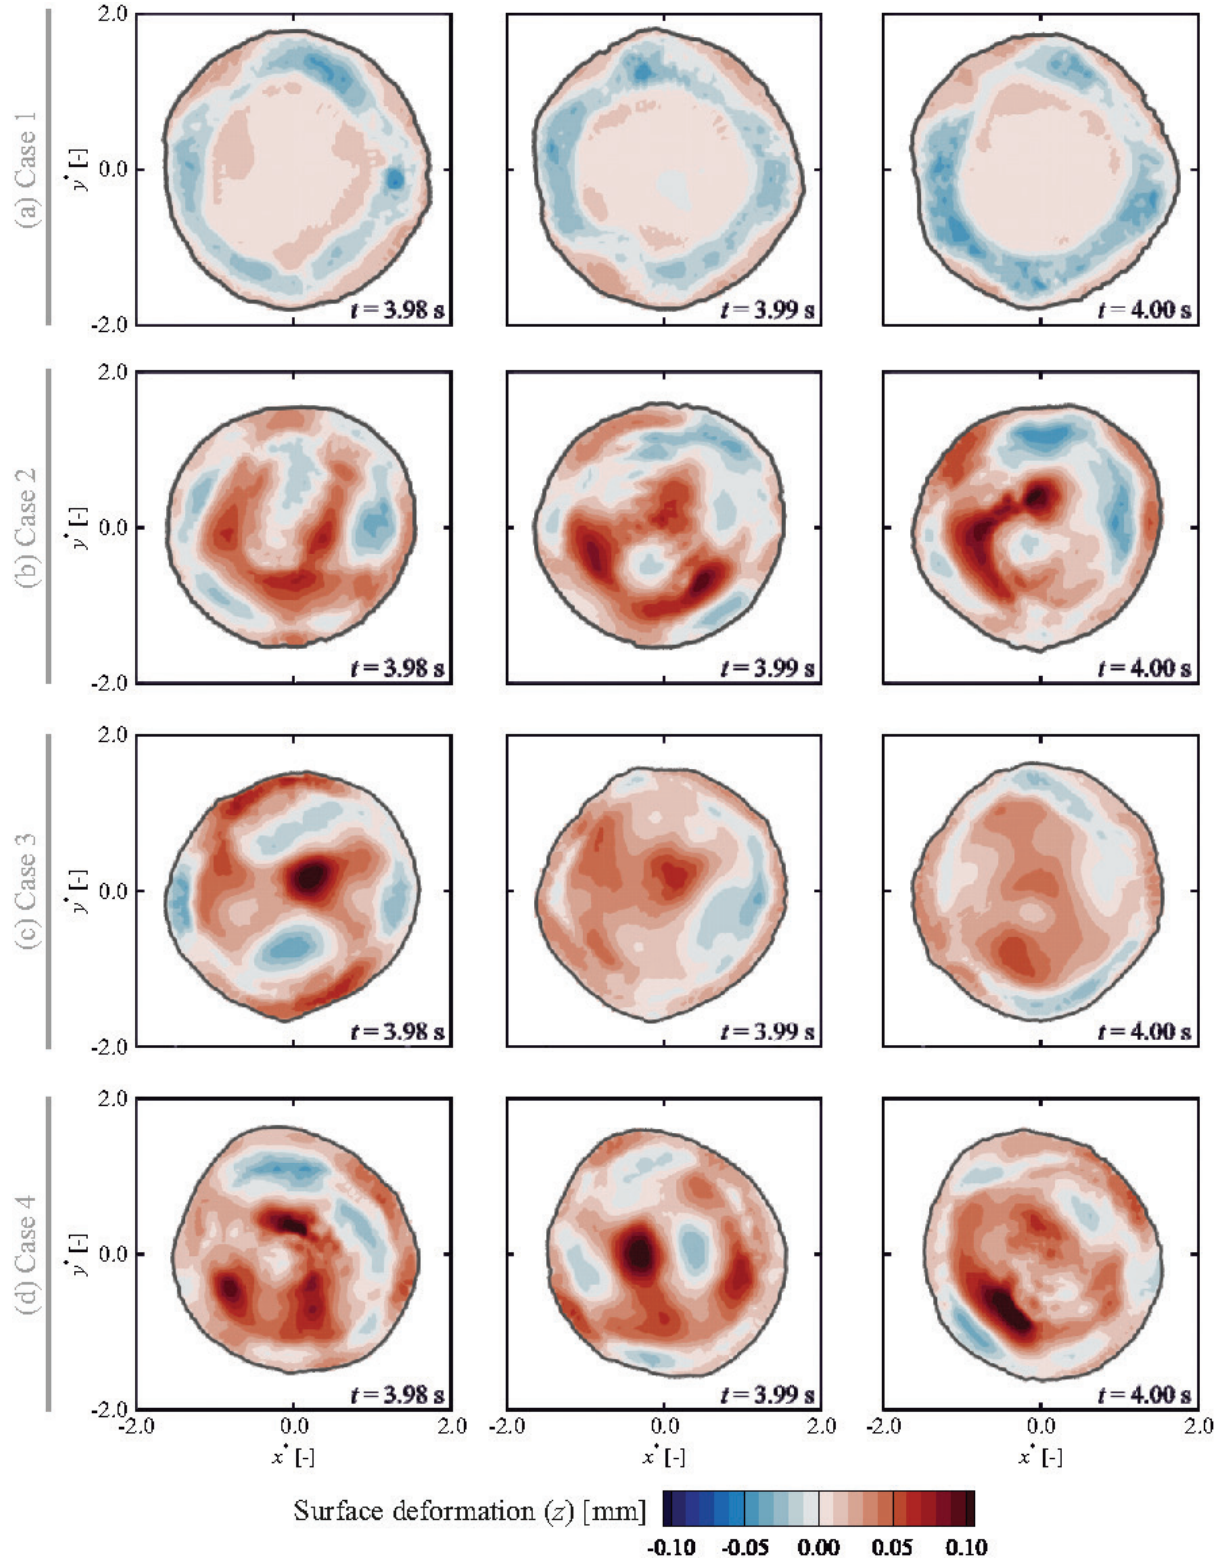 2.0
(a) Case 1
y* [-]
0.0
-2.0
t = 3.98 s
t = 3.99 s
t = 4.00 s
2.0
(b) Case 2
y* [-]
0.0
-2.0
t = 3.98 s
t = 3.99 s
t = 4.00 s
2.0
(c) Case 3
y* [-]
0.0
-2.0
t = 3.98 s
t = 3.99 s
t = 4.00 s
2.0
(d) Case 4
y* [-]
0.0
-2.0
t = 3.98 s
t = 3.99 s
t = 4.00 s
-2.0 0.0 2.0 -2.0 0.0 2.0 -2.0 0.0 2.0
x* [-] x* [-] x* [-]
Surface deformation (z) [mm]
-0.10 -0.05 0.00 0.05 0.10